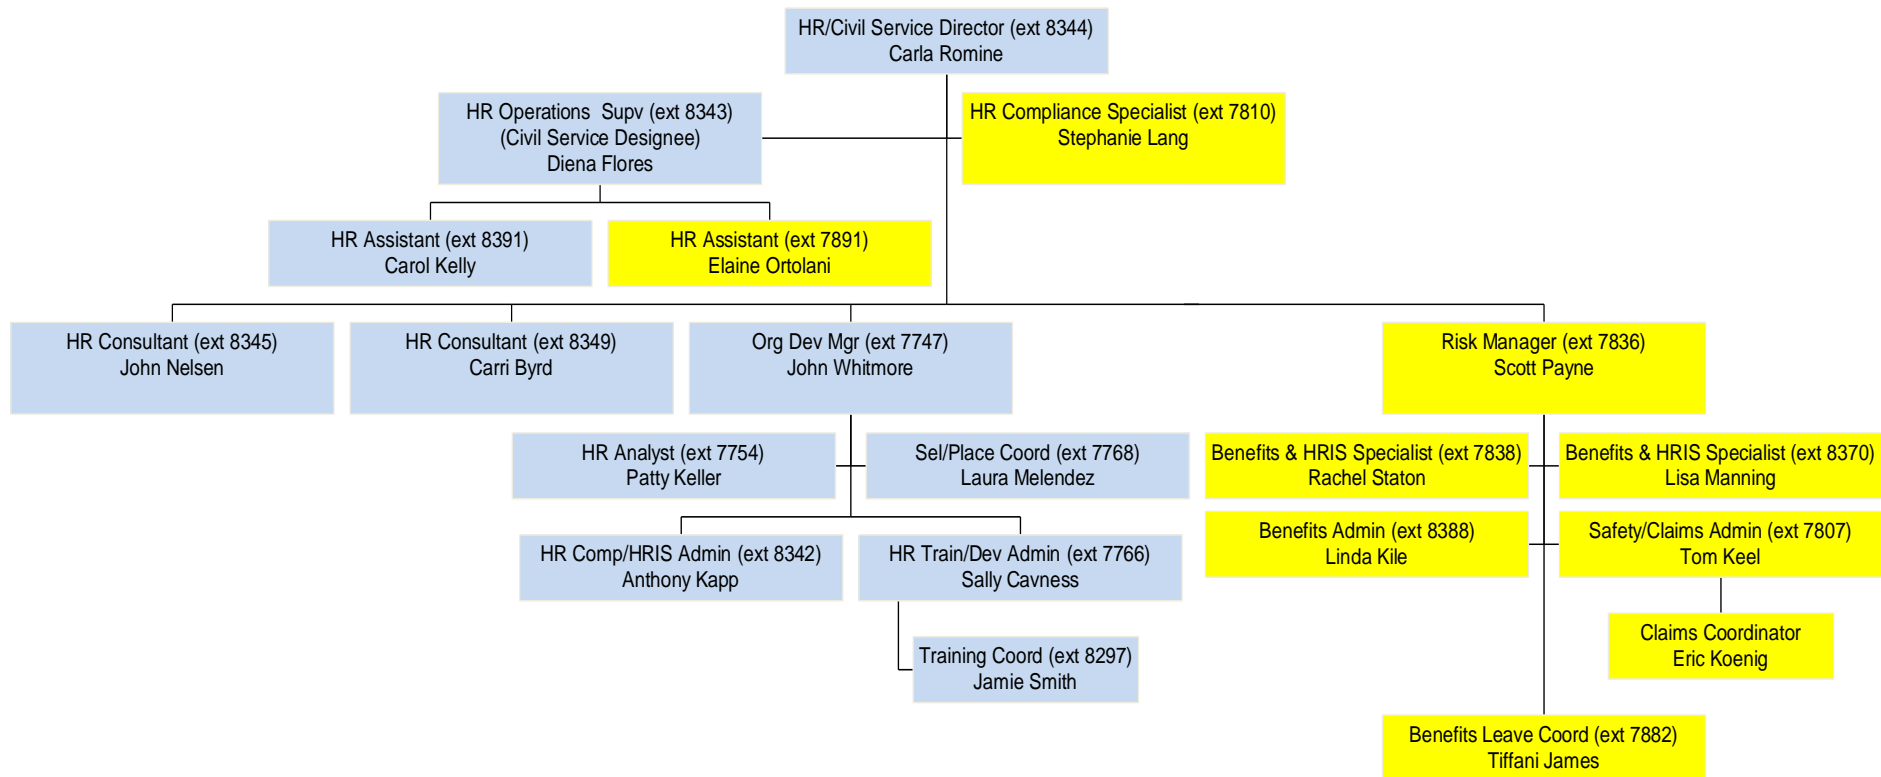 HR/Civil Service Director (ext 8344)
Carla Romine
HR Operations  Supv (ext 8343)
(Civil Service Designee)
Diena Flores
HR Compliance Specialist (ext 7810)
Stephanie Lang
HR Assistant (ext 8391)
Carol Kelly
HR Assistant (ext 7891)
Elaine Ortolani
HR Consultant (ext 8345)
John Nelsen
HR Consultant (ext 8349)
Carri Byrd
Org Dev Mgr (ext 7747)
John Whitmore
Risk Manager (ext 7836)
Scott Payne
HR Analyst (ext 7754)
Patty Keller
Sel/Place Coord (ext 7768)
Laura Melendez
Benefits & HRIS Specialist (ext 7838)
Rachel Staton
Benefits & HRIS Specialist (ext 8370)
Lisa Manning
HR Comp/HRIS Admin (ext 8342)
Anthony Kapp
HR Train/Dev Admin (ext 7766)
Sally Cavness
Benefits Admin (ext 8388)
Linda Kile
Safety/Claims Admin (ext 7807)
Tom Keel
Training Coord (ext 8297)
Jamie Smith
Claims Coordinator
Eric Koenig
Benefits Leave Coord (ext 7882)
Tiffani James